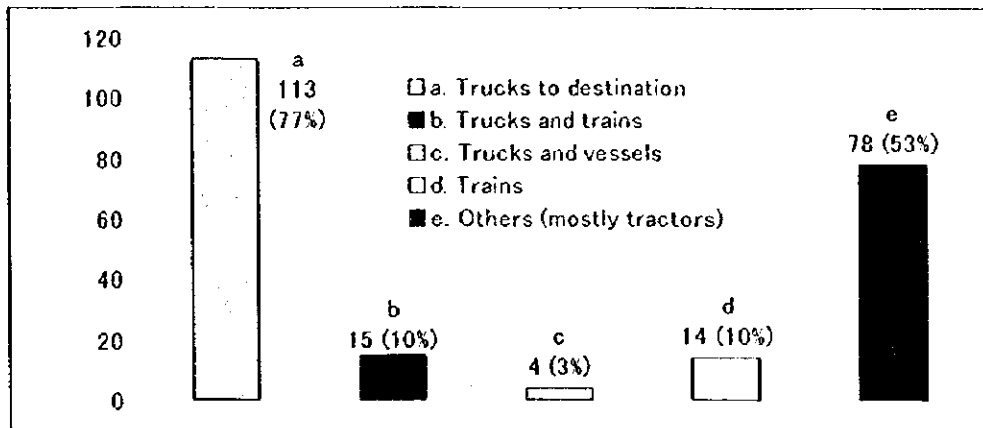 120
100
80
60
40
20
0
a
113
(77%)
b
15 (10%)
c
4 (3%)
d
14 (10%)
e
78 (53%)
a. Trucks to destination
b. Trucks and trains
c. Trucks and vessels
d. Trains
e. Others (mostly tractors)